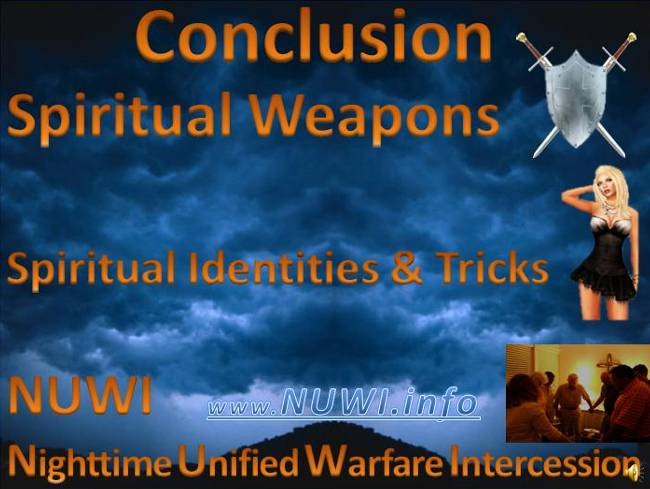 Conclusion
Spiritual Weapons
Spiritual Identities & Tricks
NUWI www.NUWI.info
Nighttime Unified Warfare Intercession